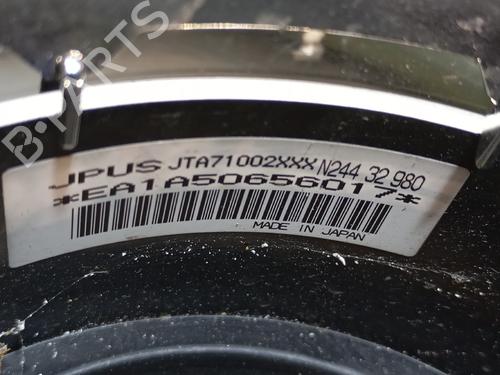 JPUS JTA71002XXX N244 32 980
*EA1A50656017*
MADE IN JAPAN
B-PARTS